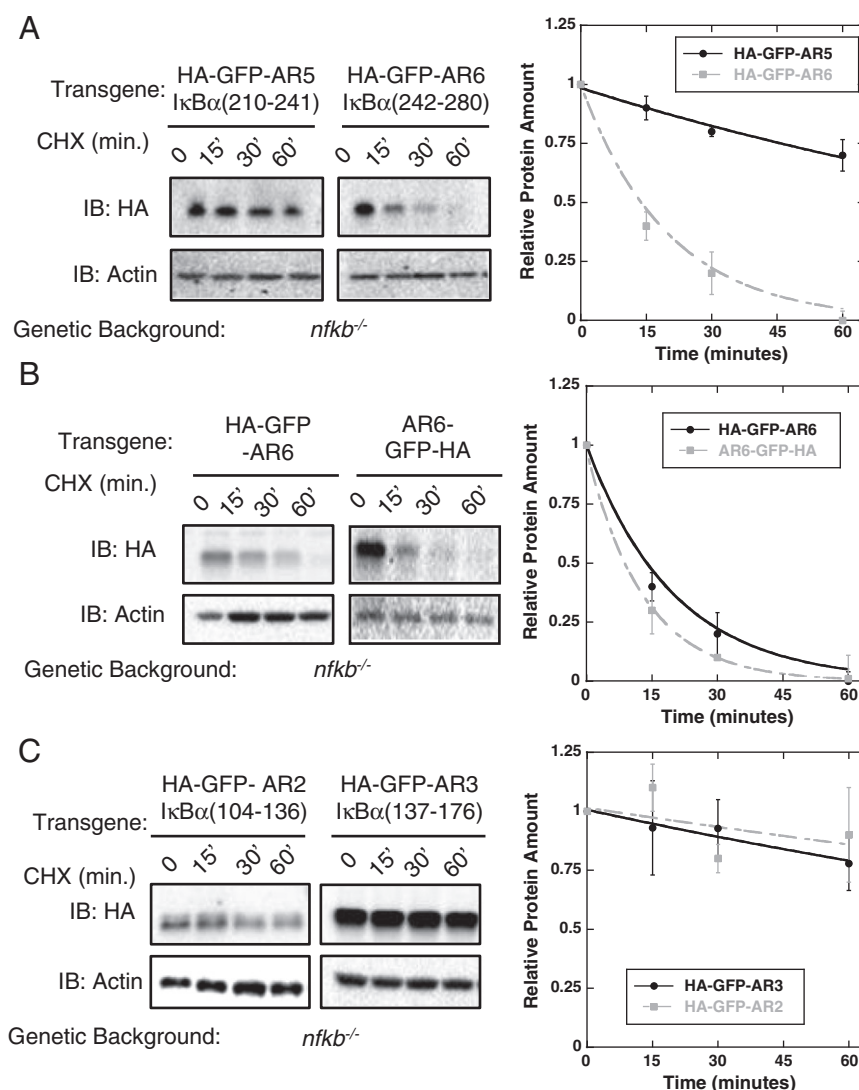 A
Transgene:
HA-GFP-AR5
IκBα(210-241)
HA-GFP-AR6
IκBα(242-280)
CHX (min.)
0 15' 30' 60'
0 15' 30' 60'
IB: HA
IB: Actin
Genetic Background: nfkb-/-
HA-GFP-AR5
HA-GFP-AR6
Relative Protein Amount
1.25
1
0.75
0.5
0.25
0
0 15 30 45 60
Time (minutes)
B
Transgene:
HA-GFP
-AR6
AR6-
GFP-HA
CHX (min.)
0 15' 30' 60'
0 15' 30' 60'
IB: HA
IB: Actin
Genetic Background: nfkb-/-
HA-GFP-AR6
AR6-GFP-HA
Relative Protein Amount
1.25
1
0.75
0.5
0.25
0
0 15 30 45 60
Time (minutes)
C
Transgene:
HA-GFP- AR2
IκBα(104-136)
HA-GFP-AR3
IκBα(137-176)
CHX (min.)
0 15' 30' 60'
0 15' 30' 60'
IB: HA
IB: Actin
Genetic Background: nfkb-/-
Relative Protein Amount
1.25
1
0.75
0.5
0.25
0
HA-GFP-AR3
HA-GFP-AR2
0 15 30 45 60
Time (minutes)